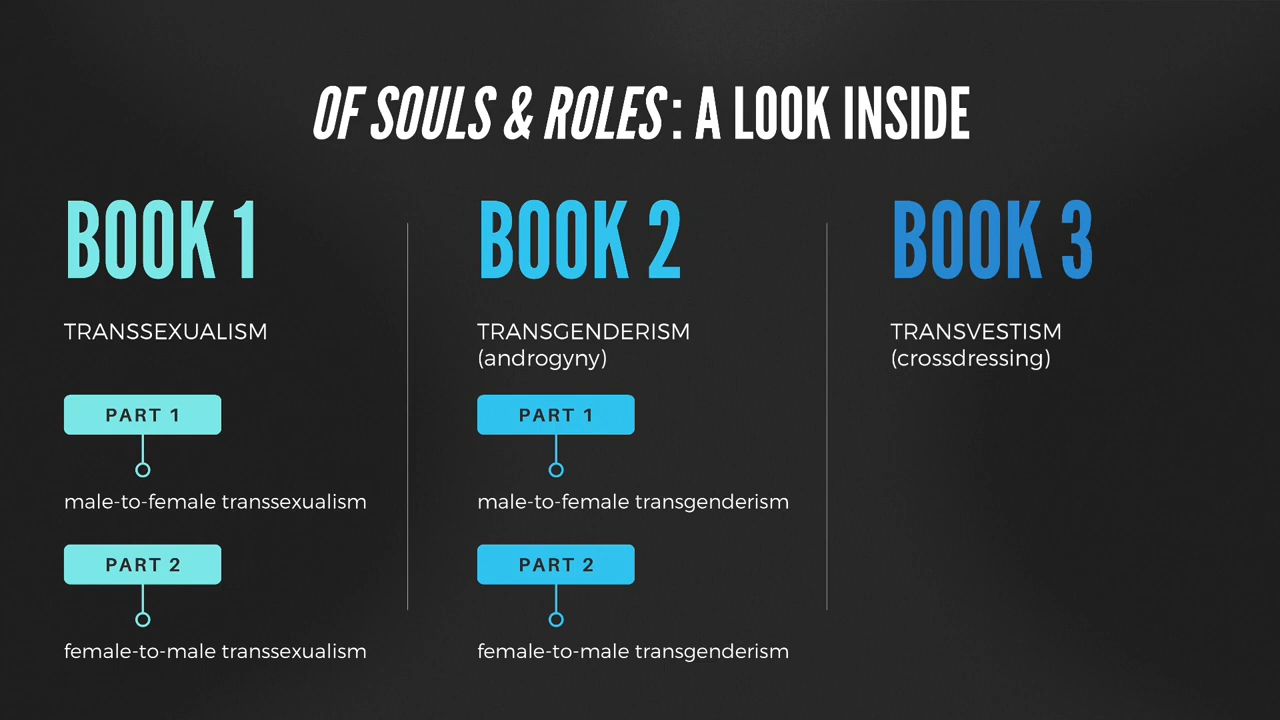 OF SOULS & ROLES: A LOOK INSIDE
BOOK 1
TRANSSEXUALISM
PART 1
male-to-female transsexualism
PART 2
female-to-male transsexualism
BOOK 2
TRANSGENDERISM
(androgyny)
PART 1
male-to-female transgenderism
PART 2
female-to-male transgenderism
BOOK 3
TRANSVESTISM
(crossdressing)